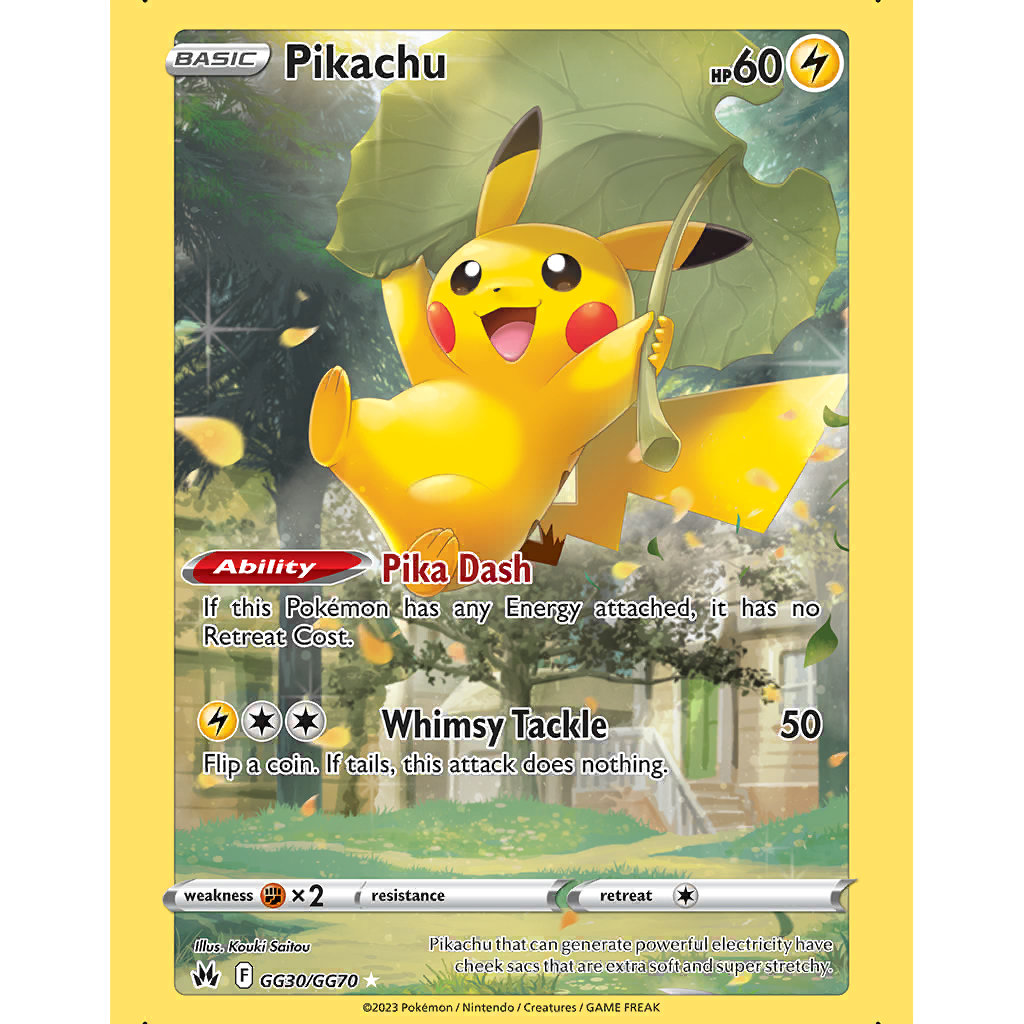 BASIC Pikachu HP60
Ability Pika Dash
If this Pokémon has any Energy attached, it has no
Retreat Cost.
Whimsy Tackle 50
Flip a coin. If tails, this attack does nothing.
weakness ×2 resistance retreat
Illus. Kouki Saitou
Pikachu that can generate powerful electricity have
cheek sacs that are extra soft and super stretchy.
F GG30/GG70
©2023 Pokémon / Nintendo / Creatures / GAME FREAK